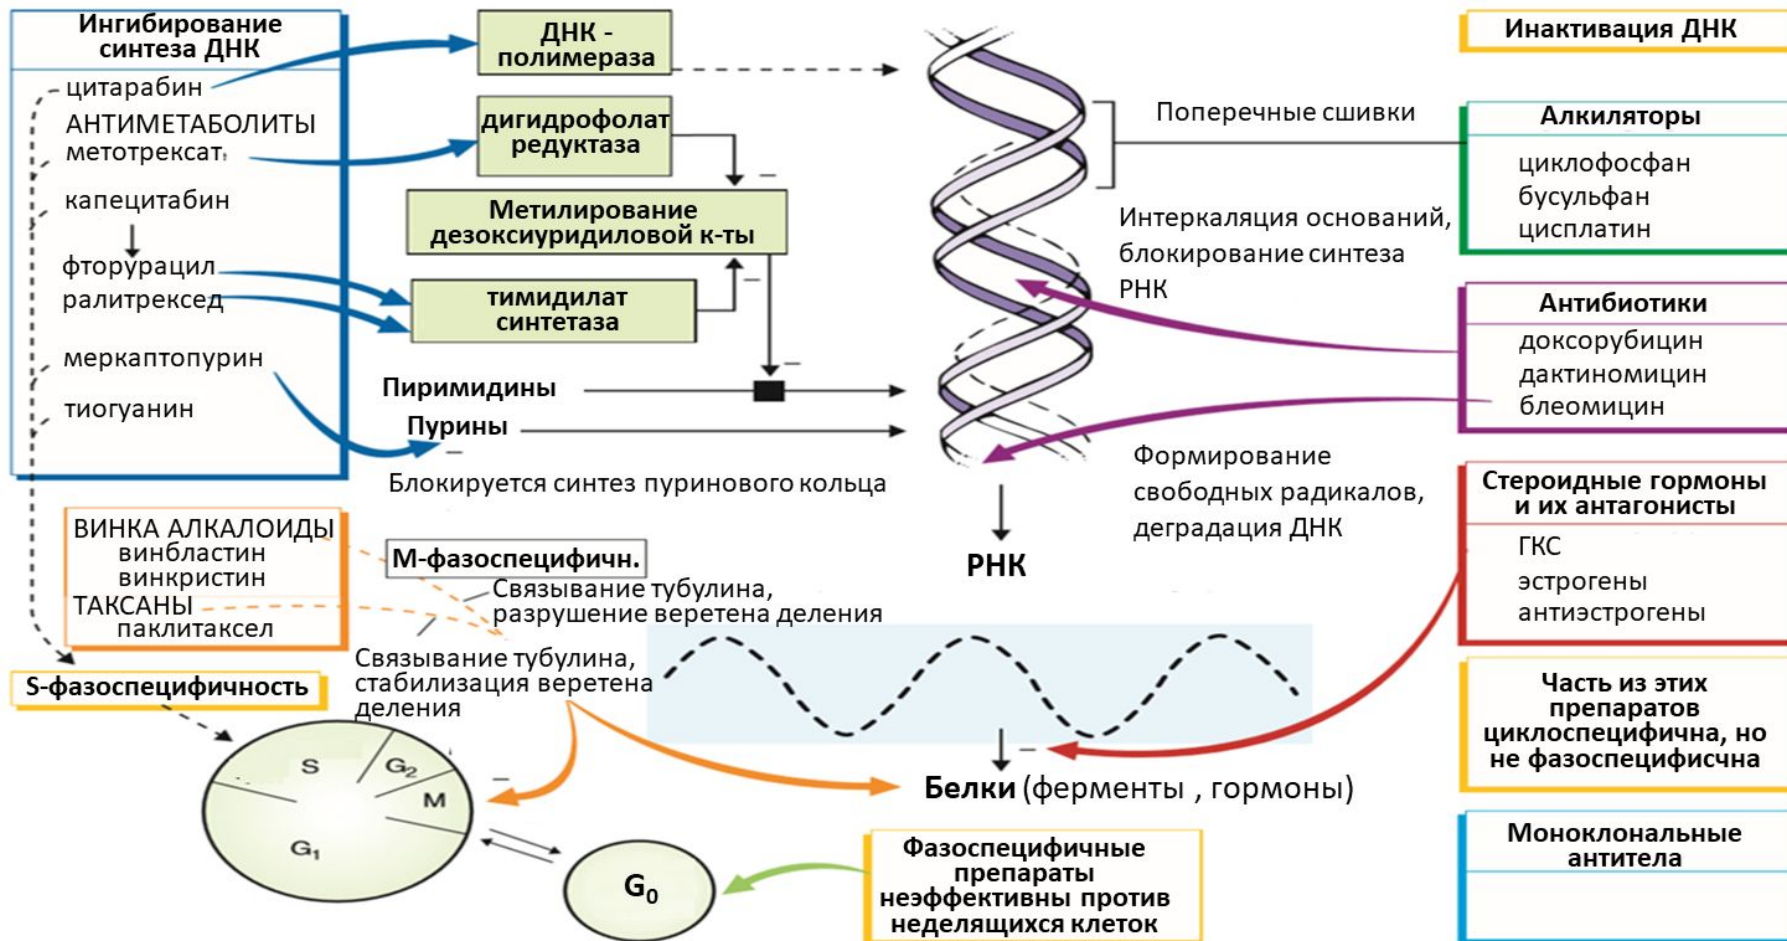 Ингибирование
синтеза ДНК
цитарабин
АНТИМЕТАБОЛИТЫ
метотрексат
капецитабин
фторурацил
ралитрексед
меркаптопурин
тиогуанин
ДНК -
полимераза
дигидрофолат
редуктаза
Метилирование
дезоксиуридиловой к-ты
тимидилат
синтетаза
Пиримидины
Пурины
Блокируется синтез пуринового кольца
ВИНКА АЛКАЛОИДЫ
винбластин
винкристин
ТАКСАНЫ
паклитаксел
М-фазоспецифичн.
Связывание тубулина,
разрушение веретена деления
Связывание тубулина,
стабилизация веретена
деления
S-фазоспецифичность
S
G₂
M
G₁
G₀
Фазоспецифичные
препараты
неэффективны против
неделящихся клеток
РНК
Белки (ферменты , гормоны)
Поперечные сшивки
Интеркаляция оснований,
блокирование синтеза
РНК
Формирование
свободных радикалов,
деградация ДНК
Инактивация ДНК
Алкиляторы
циклофосфан
бусульфан
цисплатин
Антибиотики
доксорубицин
дактиномицин
блеомицин
Стероидные гормоны
и их антагонисты
ГКС
эстрогены
антиэстрогены
Часть из этих
препаратов
циклоспецифична, но
не фазоспецифисчна
Моноклональные
антитела